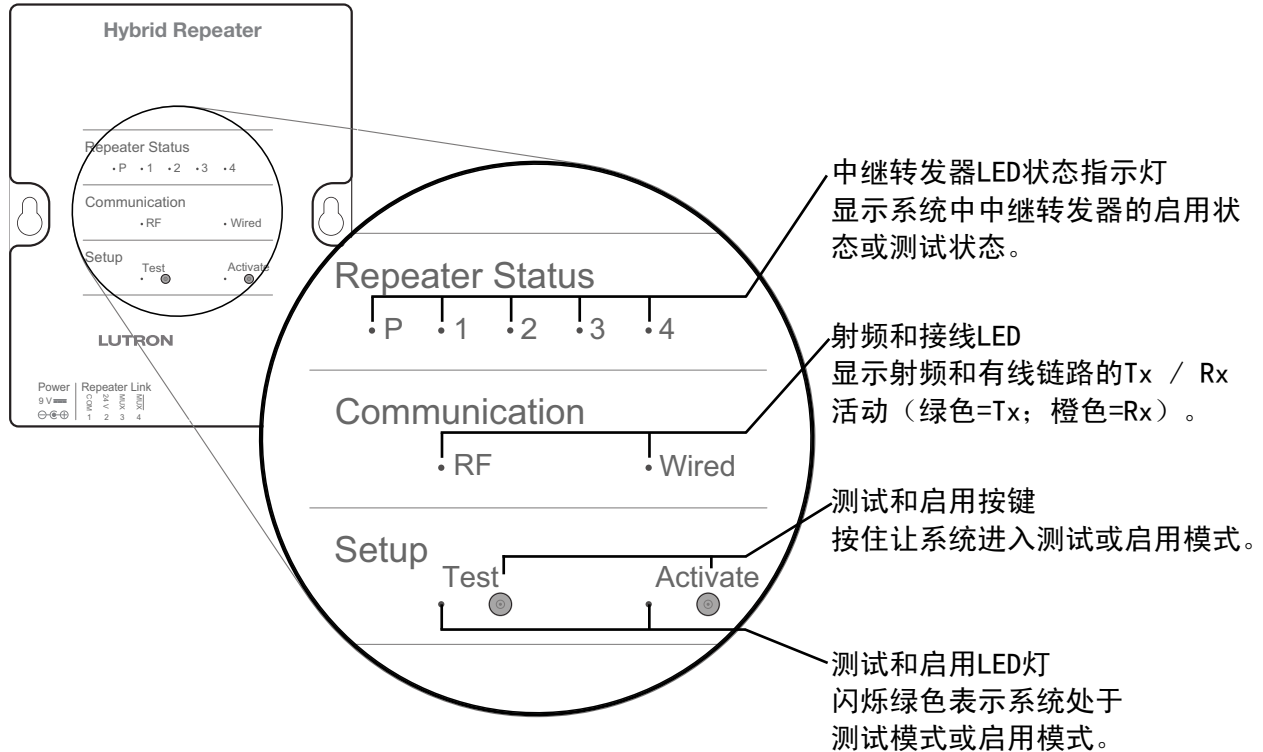 Hybrid Repeater
Repeater Status
P 1 2 3 4
Communication
RF Wired
Setup
Test Activate
LUTRON
Power
9 V
Repeater Link
COM 24 V MUX MUX
1 2 3 4
Repeater Status
P 1 2 3 4
Communication
RF Wired
Setup
Test Activate
中继转发器LED状态指示灯
显示系统中中继转发器的启用状
态或测试状态。
射频和接线LED
显示射频和有线链路的Tx / Rx
活动（绿色=Tx；橙色=Rx）。
测试和启用按键
按住让系统进入测试或启用模式。
测试和启用LED灯
闪烁绿色表示系统处于
测试模式或启用模式。